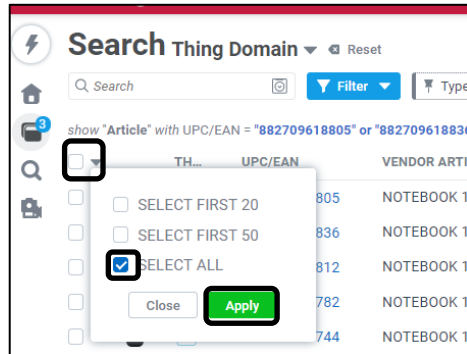 Search Thing Domain Reset
Search Filter Type
3
show "Article" with UPC/EAN = "882709618805" or "88270961883
TH... UPC/EAN VENDOR ARTI
SELECT FIRST 20
805 NOTEBOOK 1
SELECT FIRST 50
836 NOTEBOOK 1
SELECT ALL
812 NOTEBOOK 1
Close Apply
782 NOTEBOOK 1
744 NOTEBOOK 1